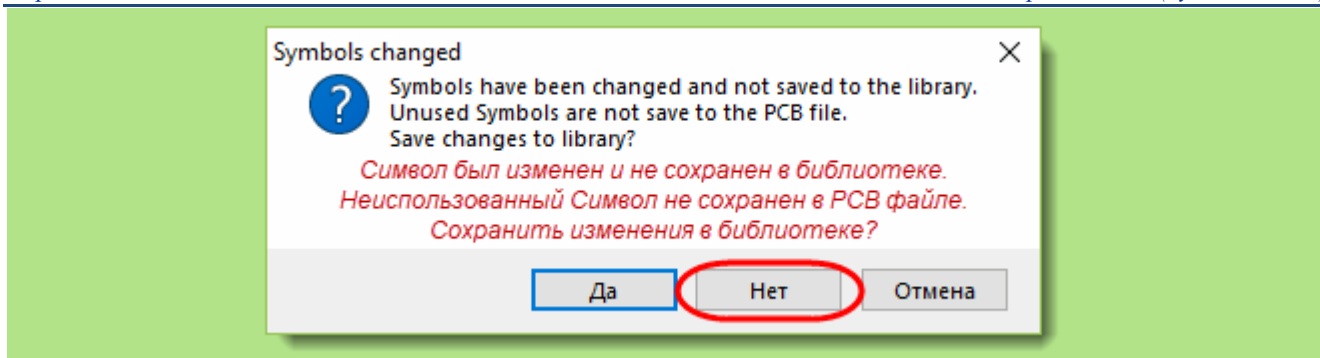 Symbols changed
Symbols have been changed and not saved to the library.
Unused Symbols are not save to the PCB file.
Save changes to library?
Символ был изменен и не сохранен в библиотеке.
Неиспользованный Символ не сохранен в PCB файле.
Сохранить изменения в библиотеке?
Да Нет Отмена